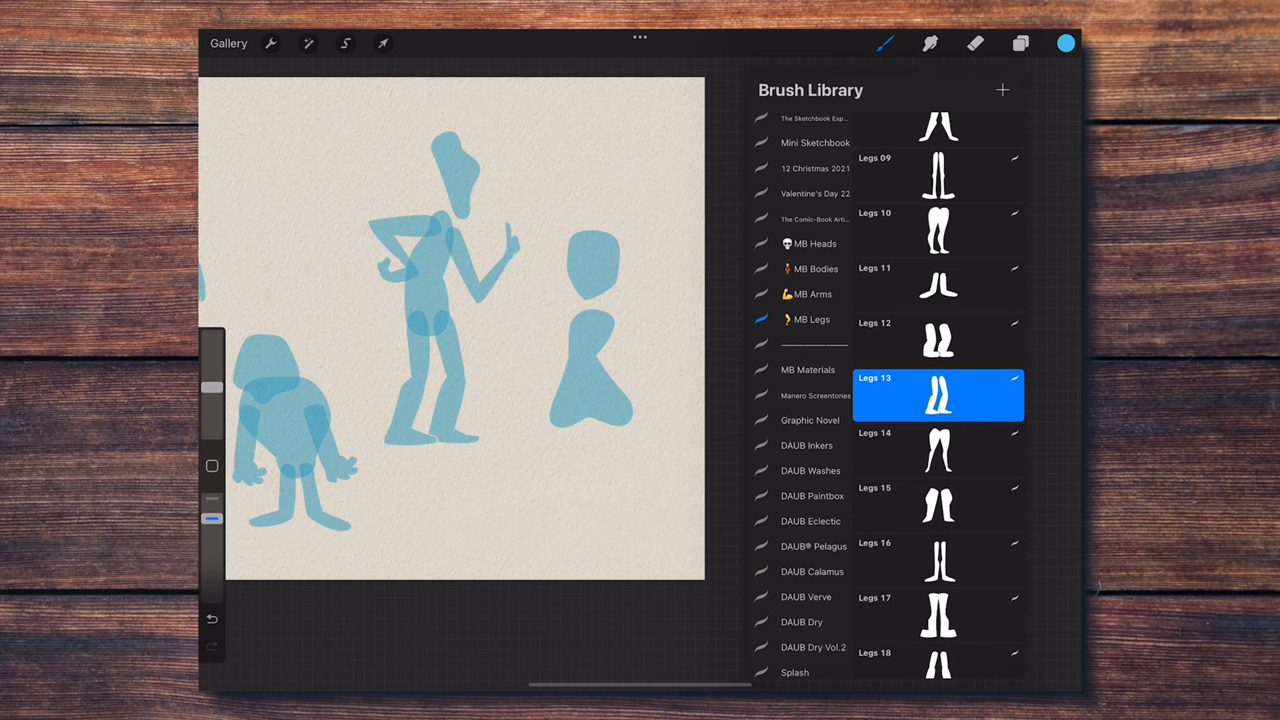 Gallery
Brush Library
The Sketchbook Exp...
Mini Sketchbook
12 Christmas 2021
Valentine's Day 22
The Comic-Book Arti...
💀MB Heads
🧍MB Bodies
💪MB Arms
🦵MB Legs
MB Materials
Manero Screentones
Graphic Novel
DAUB Inkers
DAUB Washes
DAUB Paintbox
DAUB Eclectic
DAUB® Pelagus
DAUB Calamus
DAUB Verve
DAUB Dry
DAUB Dry Vol.2
Splash
Legs 09
Legs 10
Legs 11
Legs 12
Legs 13
Legs 14
Legs 15
Legs 16
Legs 17
Legs 18